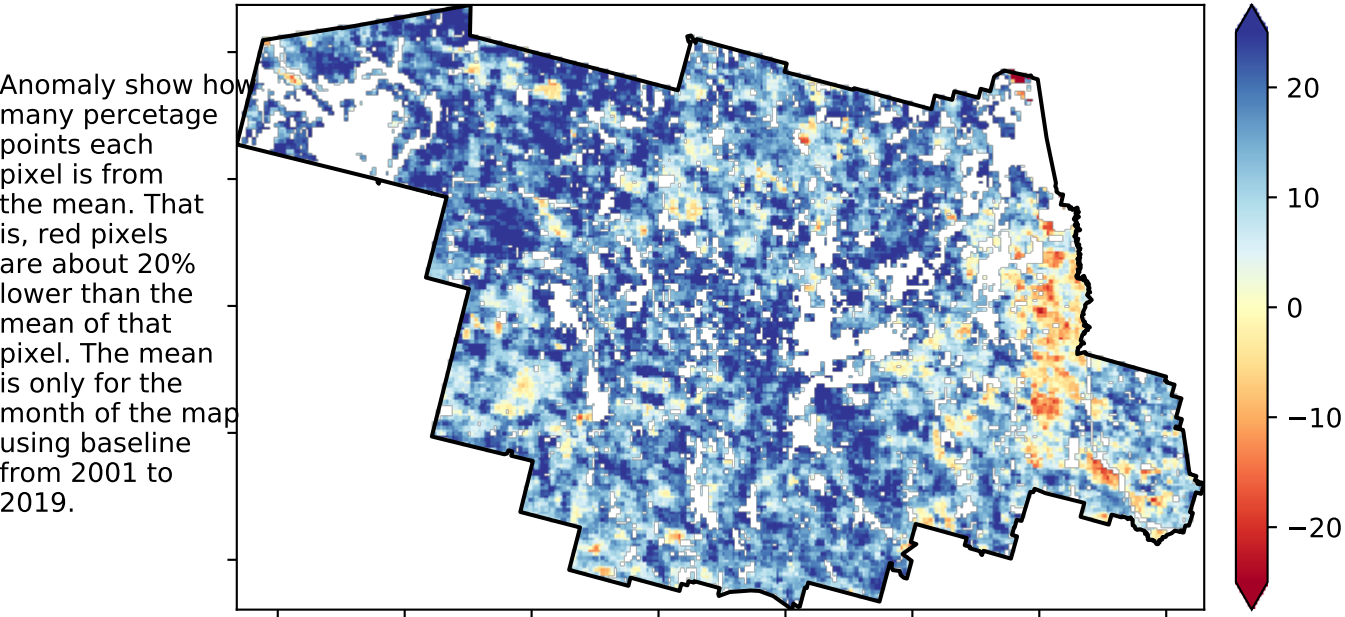 Anomaly show how
many percetage
points each
pixel is from
the mean. That
is, red pixels
are about 20%
lower than the
mean of that
pixel. The mean
is only for the
month of the map
using baseline
from 2001 to
2019.
20
10
0
−10
−20